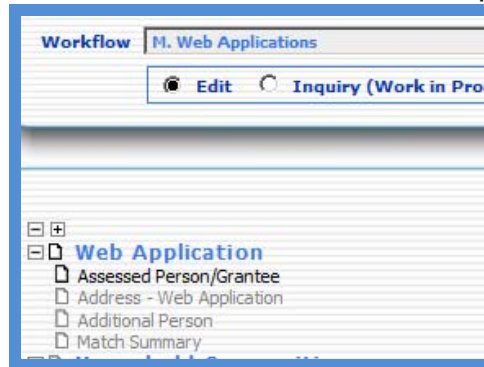 Workflow M. Web Applications
Edit Inquiry (Work in Pro
Web Application
Assessed Person/Grantee
Address - Web Application
Additional Person
Match Summary